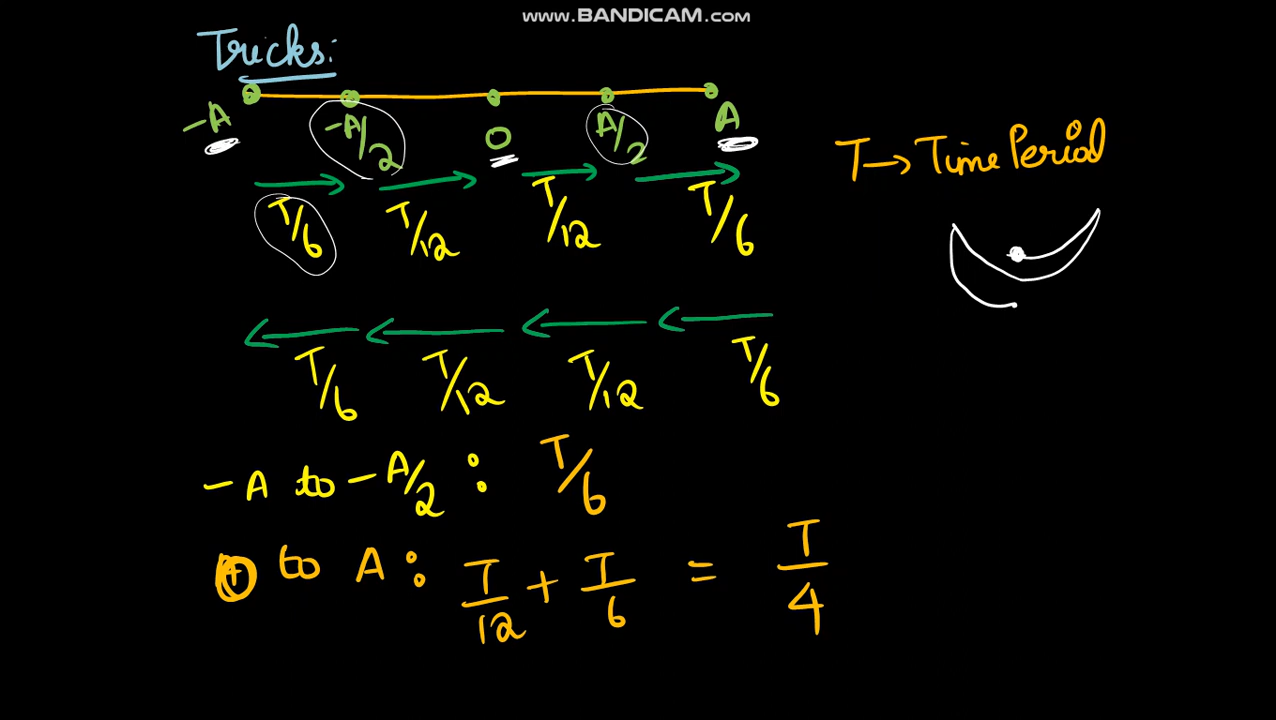 www.BANDICAM.com
Tricks:
-A -A/2 0 A/2 A
T → Time Period
T/6 T/12 T/12 T/6
T/6 T/12 T/12 T/6
-A to -A/2 : T/6
to A : T/12 + T/6 = T/4